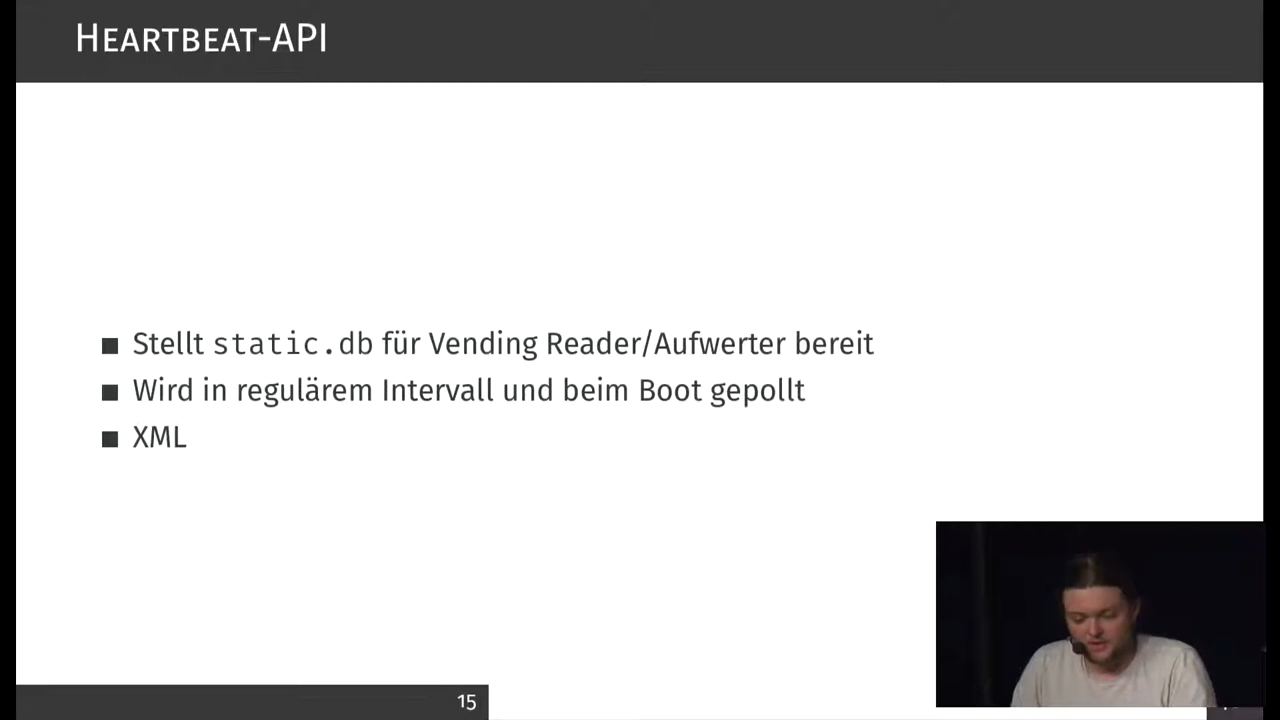 HEARTBEAT-API
Stellt static.db für Vending Reader/Aufwerter bereit
Wird in regulärem Intervall und beim Boot gepollt
XML
15